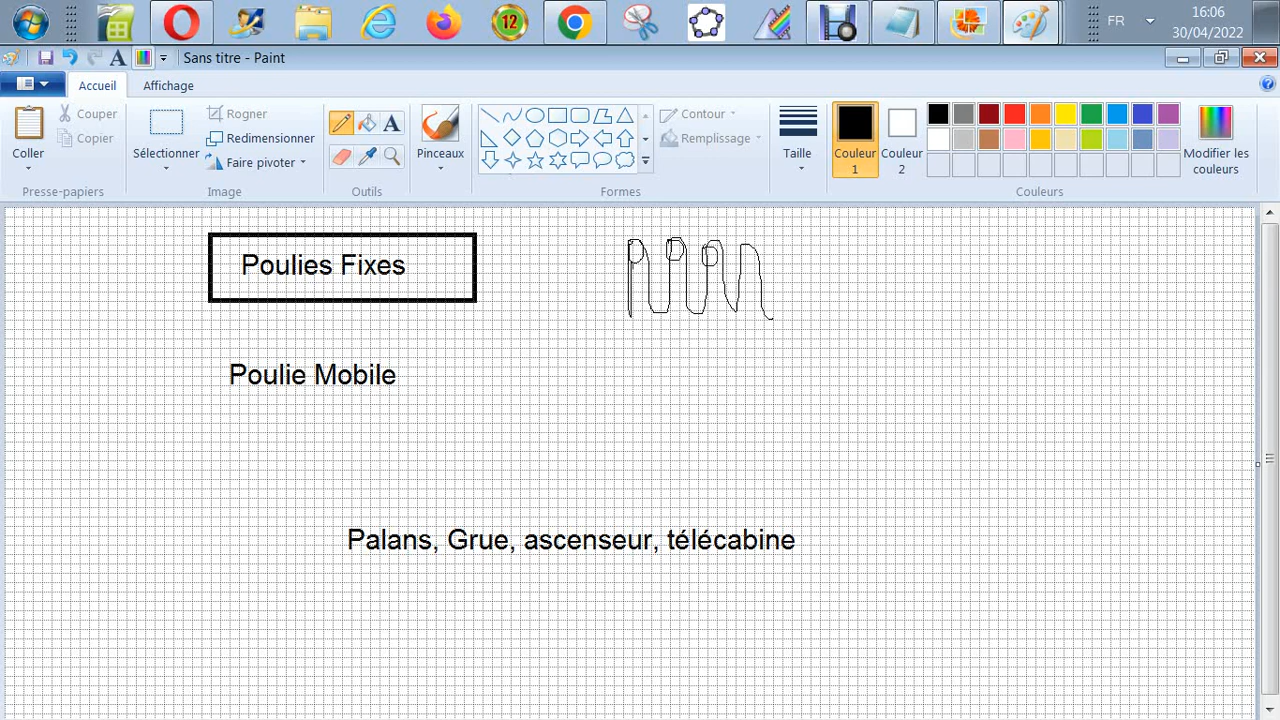 FR
16:06
30/04/2022
12
Sans titre - Paint
Accueil
Affichage
Coller
Couper
Copier
Presse-papiers
Sélectionner
Rogner
Redimensionner
Faire pivoter
Image
Outils
Pinceaux
Formes
Contour
Remplissage
Taille
Couleur
1
Couleur
2
Modifier les
couleurs
Couleurs
Poulies Fixes
Poulie Mobile
Palans, Grue, ascenseur, télécabine